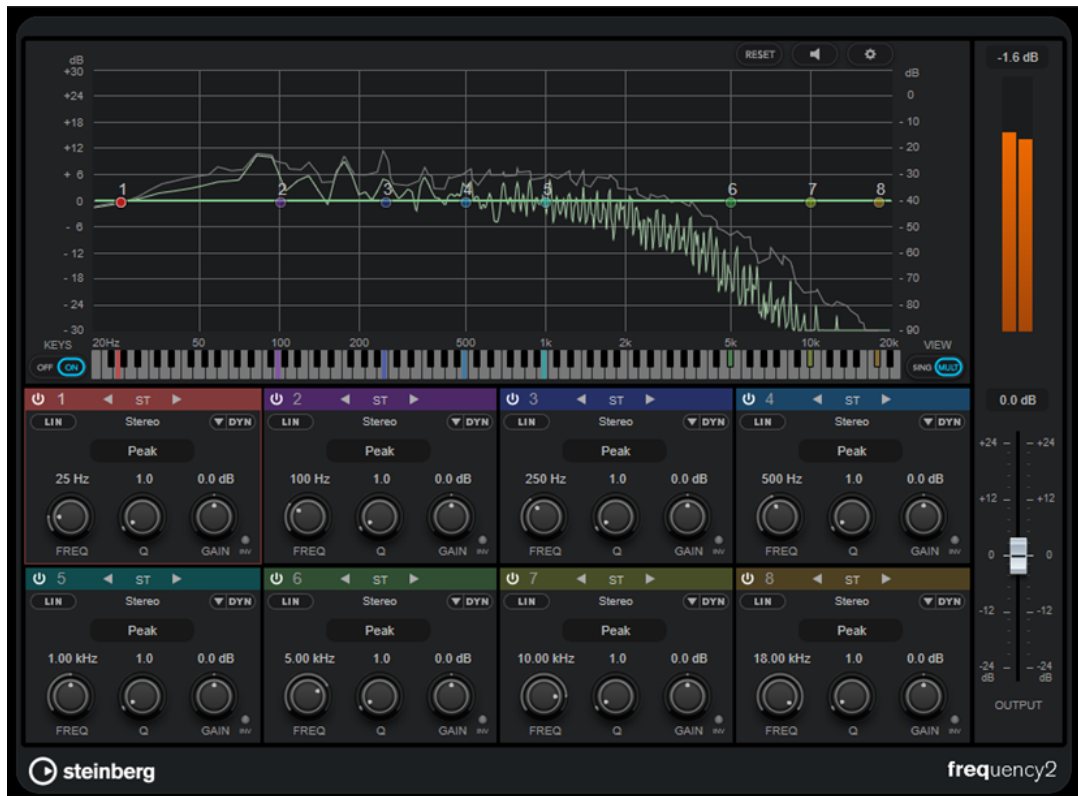 RESET
-1.6 dB
dB
+30
+24
+18
+12
+ 6
0
- 6
- 12
- 18
- 24
- 30
dB
0
- 10
- 20
- 30
- 40
- 50
- 60
- 70
- 80
- 90
1 2 3 4 5 6 7 8
KEYS 20Hz 50 100 200 500 1k 2k 5k 10k 20k VIEW
OFF ON SING MULT
1 ST 2 ST 3 ST 4 ST
LIN Stereo DYN LIN Stereo DYN LIN Stereo DYN LIN Stereo DYN
Peak Peak Peak Peak
25 Hz 1.0 0.0 dB 100 Hz 1.0 0.0 dB 250 Hz 1.0 0.0 dB 500 Hz 1.0 0.0 dB
FREQ Q GAIN INV FREQ Q GAIN INV FREQ Q GAIN INV FREQ Q GAIN INV
5 ST 6 ST 7 ST 8 ST
LIN Stereo DYN LIN Stereo DYN LIN Stereo DYN LIN Stereo DYN
Peak Peak Peak Peak
1.00 kHz 1.0 0.0 dB 5.00 kHz 1.0 0.0 dB 10.00 kHz 1.0 0.0 dB 18.00 kHz 1.0 0.0 dB
FREQ Q GAIN INV FREQ Q GAIN INV FREQ Q GAIN INV FREQ Q GAIN INV
0.0 dB
+24 +24
+12 +12
0 0
-12 -12
-24 -24
dB dB
OUTPUT
steinberg
frequency2